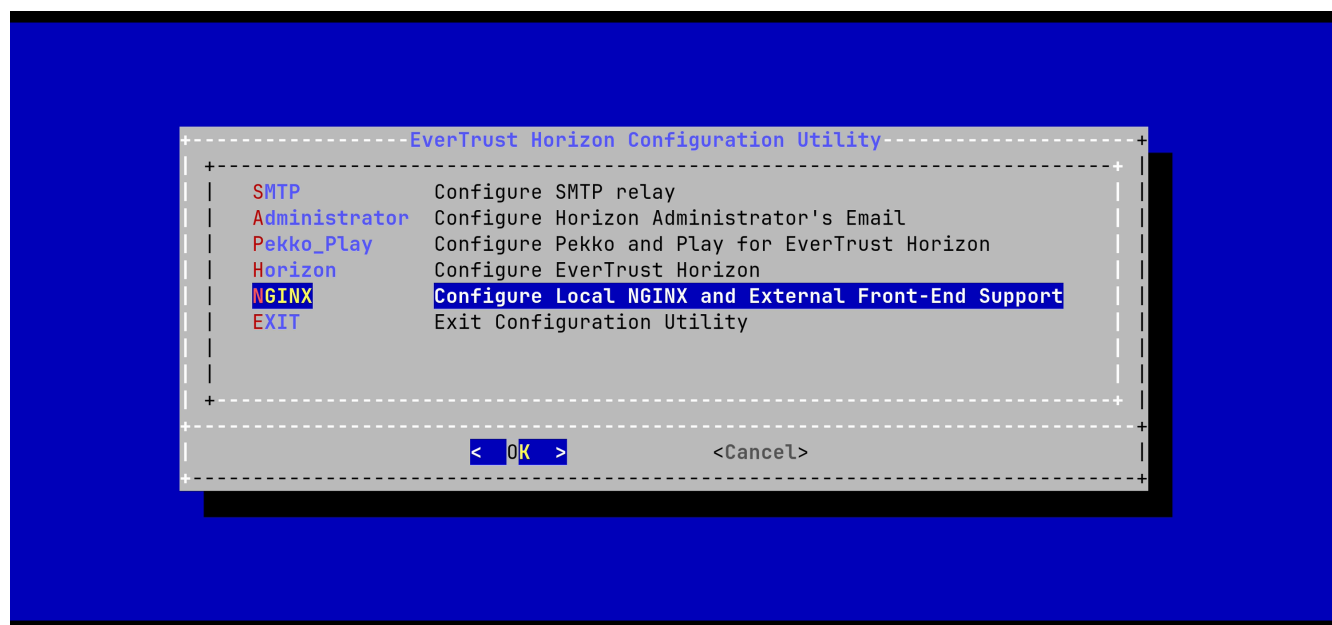 EverTrust Horizon Configuration Utility
SMTP Configure SMTP relay
Administrator Configure Horizon Administrator's Email
Pekko_Play Configure Pekko and Play for EverTrust Horizon
Horizon Configure EverTrust Horizon
NGINX Configure Local NGINX and External Front-End Support
EXIT Exit Configuration Utility
< OK > <Cancel>